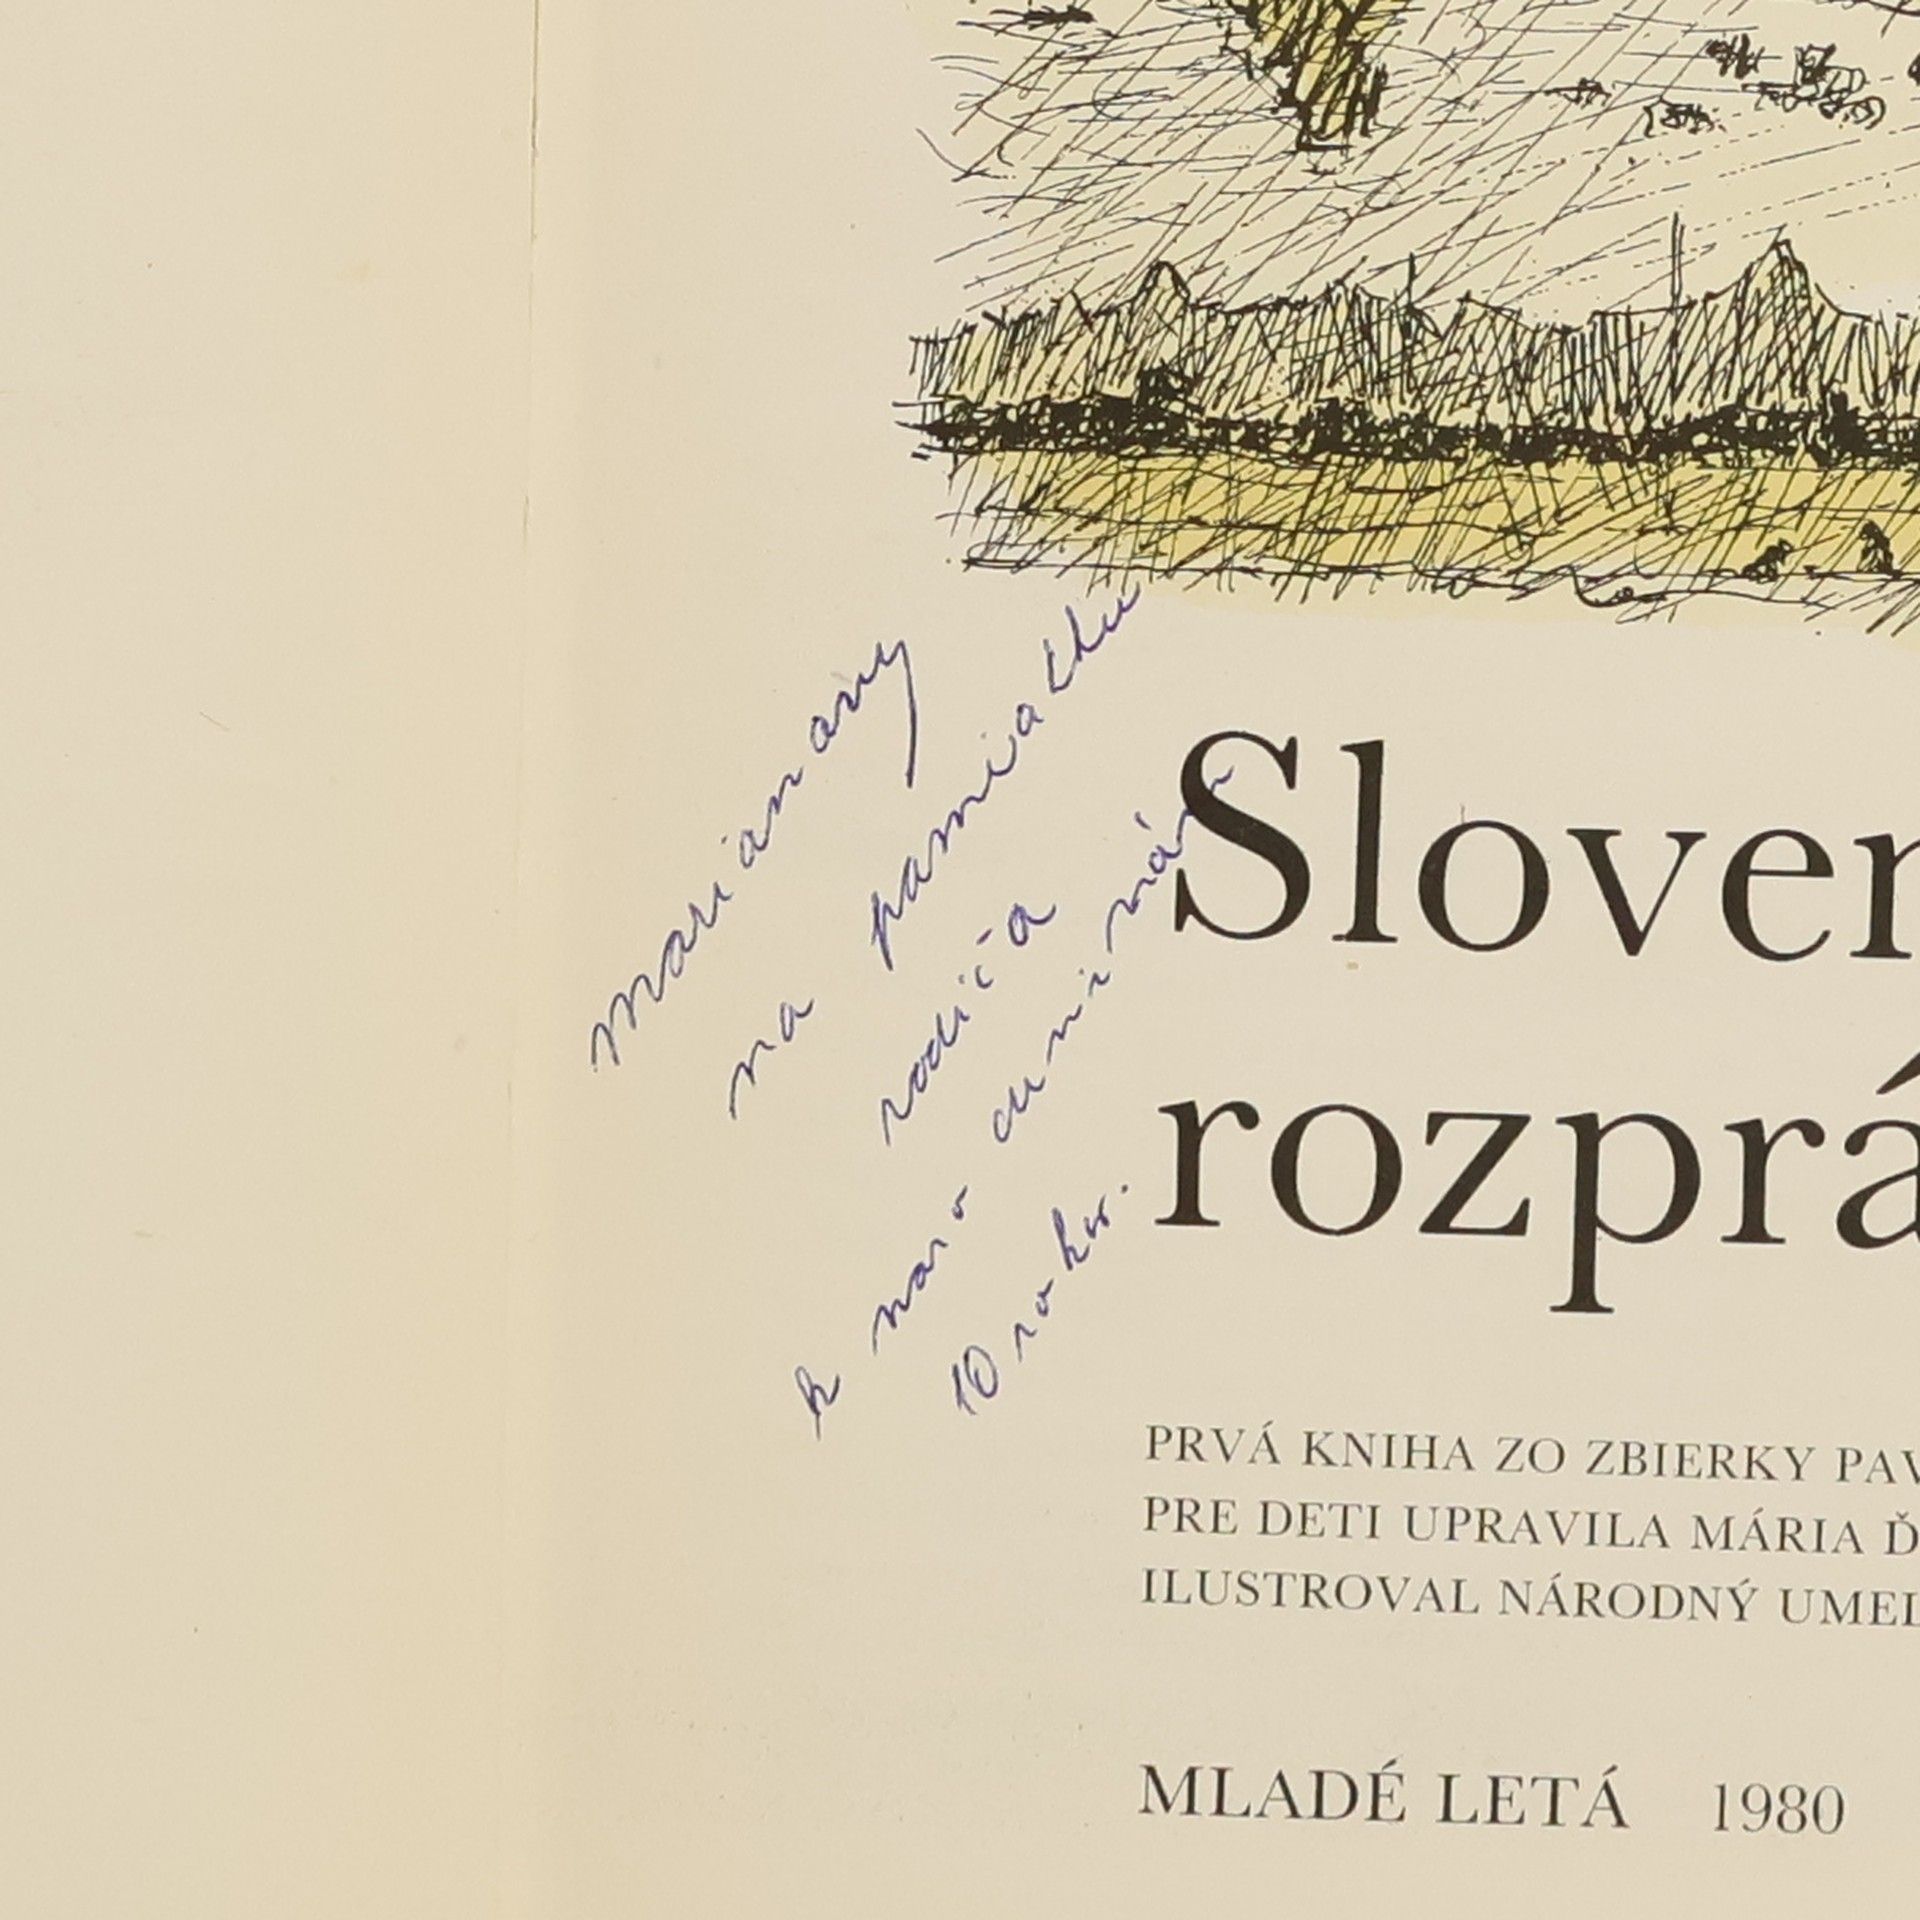 marianany
na pamiatku
rodičia
k naro
10 rokov.
Sloven
rozprá
PRVÁ KNIHA ZO ZBIERKY PAV
PRE DETI UPRAVILA MÁRIA Ď
ILUSTROVAL NÁRODNÝ UMEL
MLADÉ LETÁ 1980